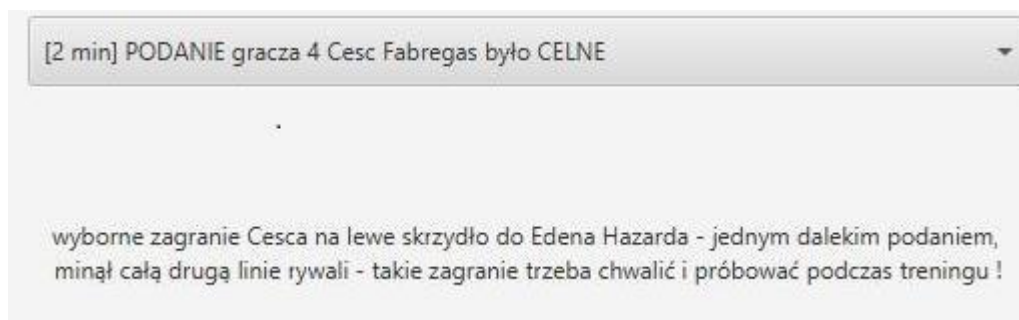 [2 min] PODANIE gracza 4 Cesc Fabregas było CELNE
.
wyborne zagranie Cesca na lewe skrzydło do Edena Hazarda - jednym dalekim podaniem,
minął całą drugą linie rywali - takie zagranie trzeba chwalić i próbować podczas treningu !